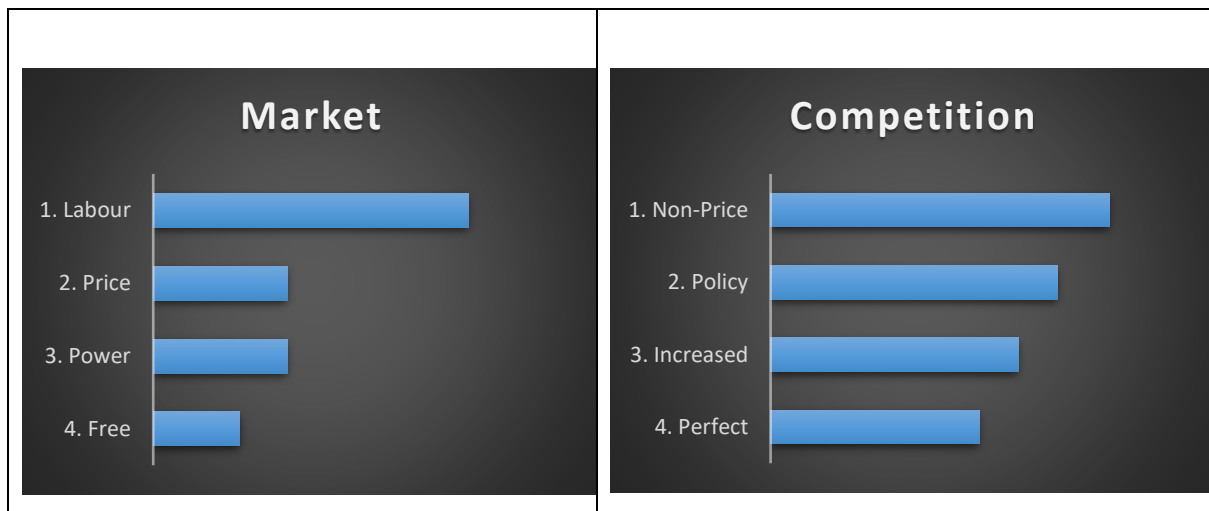 Market
1. Labour
2. Price
3. Power
4. Free
Competition
1. Non-Price
2. Policy
3. Increased
4. Perfect